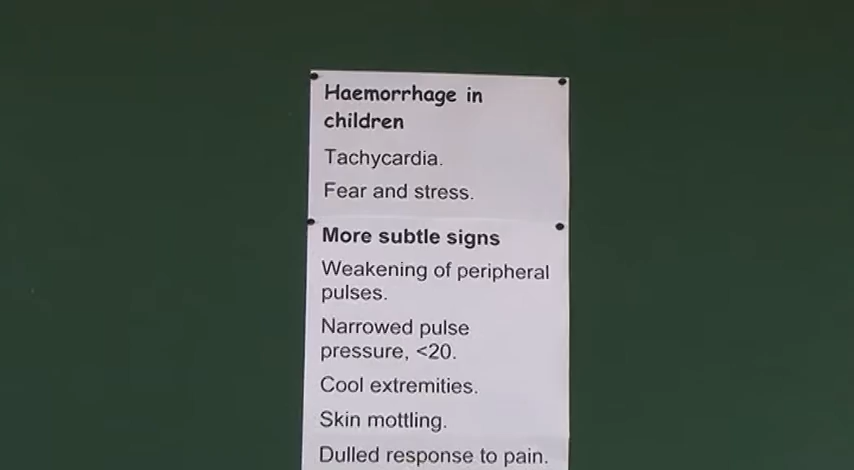 Haemorrhage in
children
Tachycardia.
Fear and stress.
More subtle signs
Weakening of peripheral
pulses.
Narrowed pulse
pressure, <20.
Cool extremities.
Skin mottling.
Dulled response to pain.